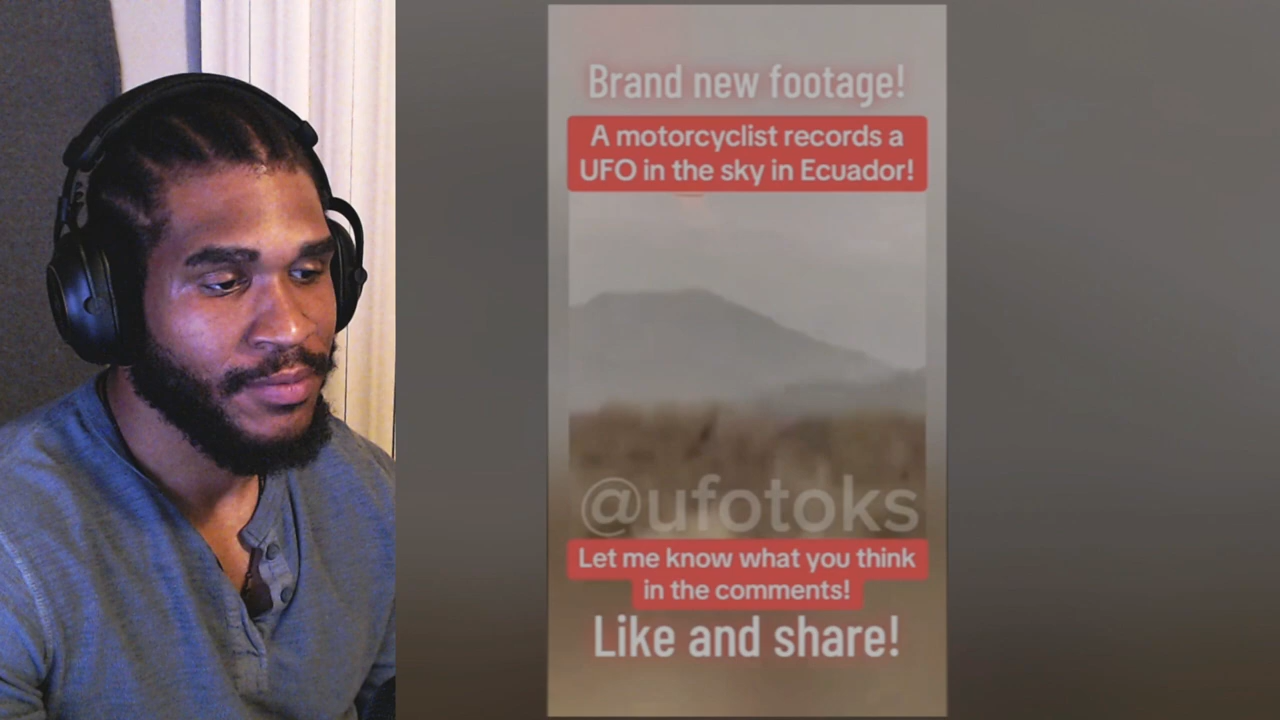 Brand new footage!
A motorcyclist records a
UFO in the sky in Ecuador!
@ufotoks
Let me know what you think
in the comments!
Like and share!